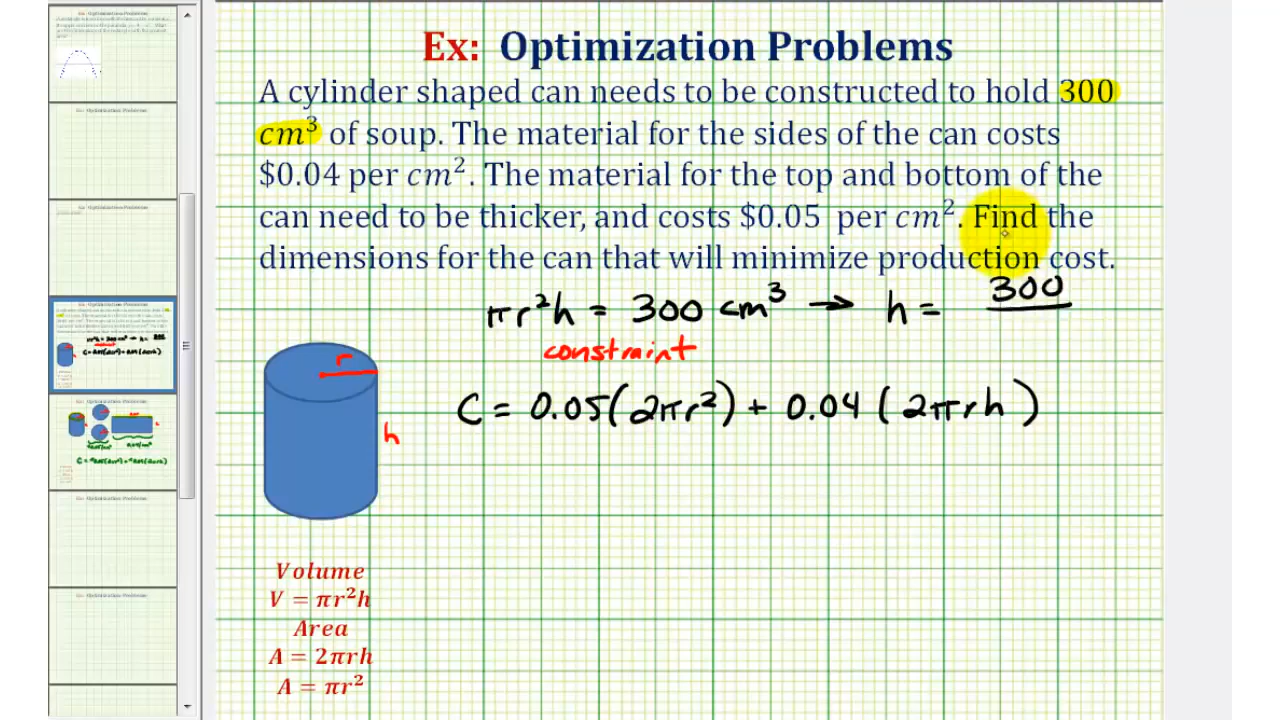 Ex: Optimization Problems
A cylinder shaped can needs to be constructed to hold 300
cm³ of soup. The material for the sides of the can costs
$0.04 per cm². The material for the top and bottom of the
can need to be thicker, and costs $0.05 per cm². Find the
dimensions for the can that will minimize production cost.
πr²h = 300 cm³ → h = 300
constraint
r
C = 0.05(2πr²) + 0.04 (2πrh)
h
Volume
V = πr²h
Area
A = 2πrh
A = πr²